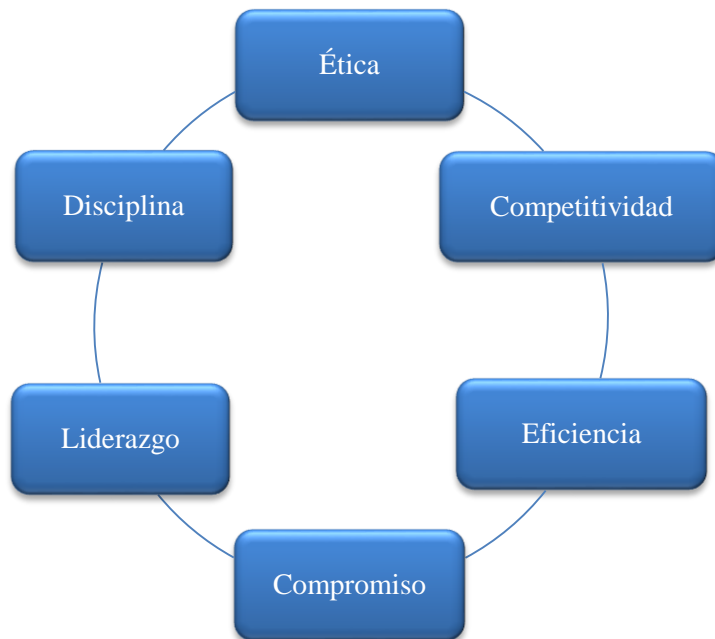 Ética
Competitividad
Eficiencia
Compromiso
Liderazgo
Disciplina